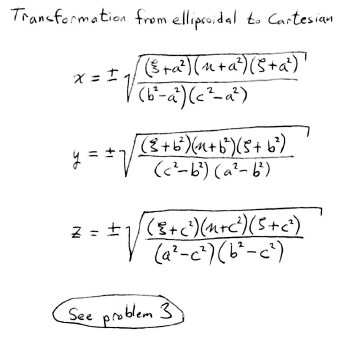 Transformation from ellipsoidal to Cartesian
x = ± √((ξ+a²)(η+a²)(ζ+a²) / (b²-a²)(c²-a²))
y = ± √((ξ+b²)(η+b²)(ζ+b²) / (c²-b²)(a²-b²))
z = ± √((ξ+c²)(η+c²)(ζ+c²) / (a²-c²)(b²-c²))
See problem 3